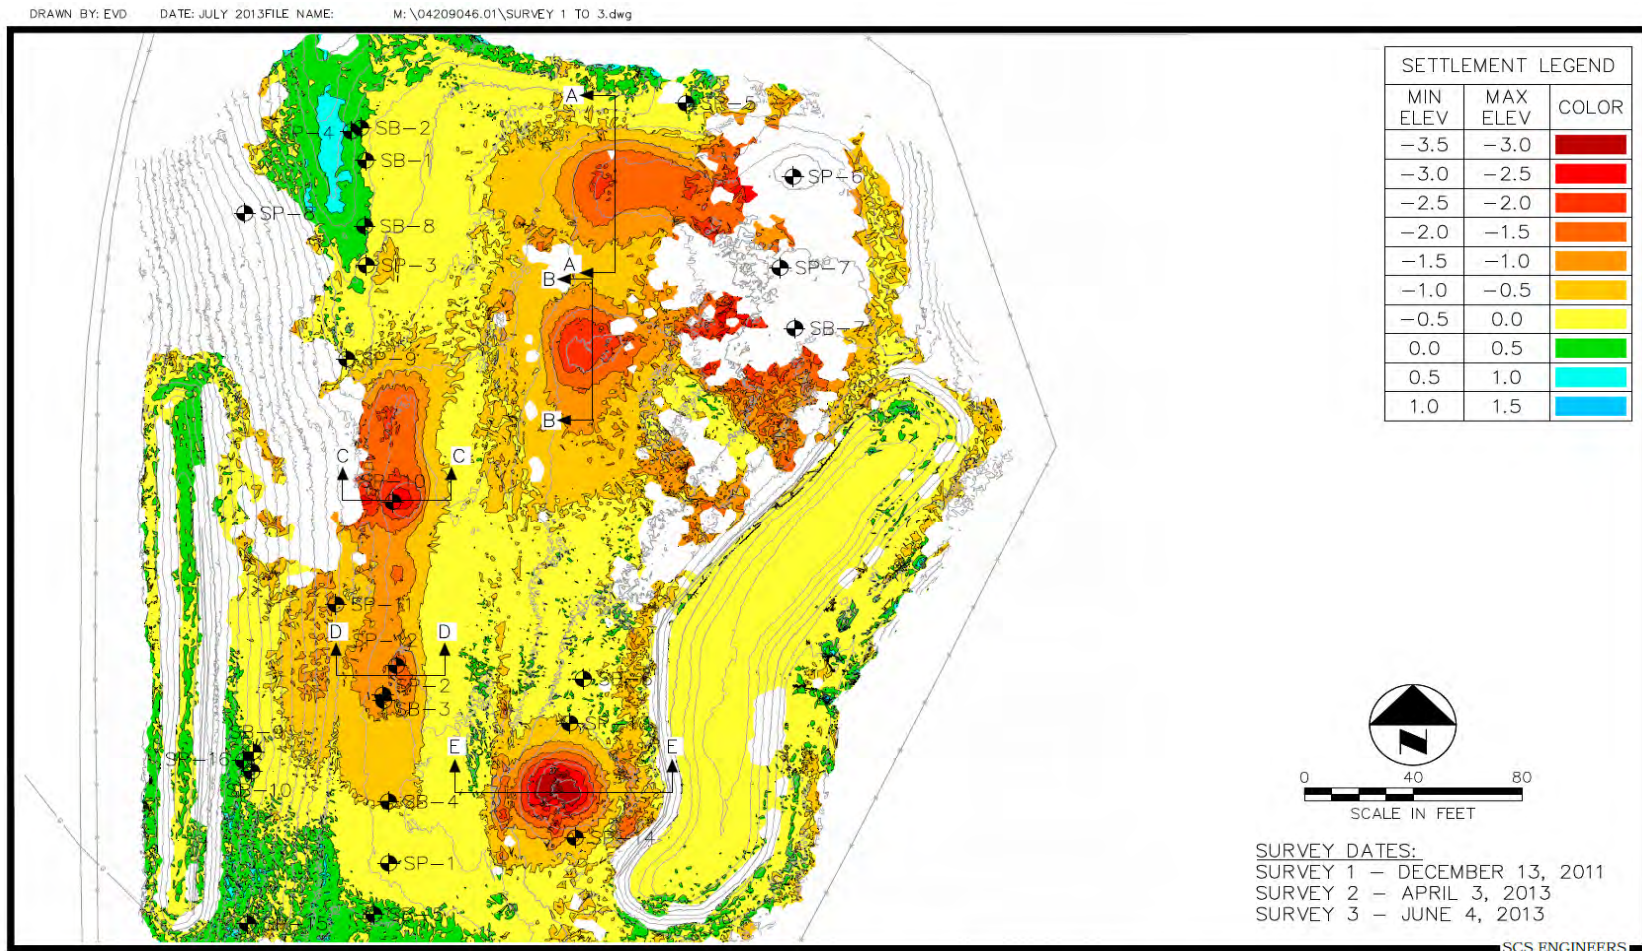 DRAWN BY: EVD DATE: JULY 2013FILE NAME: M:\04209046.01\SURVEY 1 TO 3.dwg
SETTLEMENT LEGEND
MIN ELEV MAX ELEV COLOR
-3.5 -3.0
-3.0 -2.5
-2.5 -2.0
-2.0 -1.5
-1.5 -1.0
-1.0 -0.5
-0.5 0.0
0.0 0.5
0.5 1.0
1.0 1.5
A
SP-5
P-4
SB-2
SB-1
SP-6
SP-8
SB-8
SP-3
A
SP-7
B
SB-7
SP-9
B
C C
SP-11
D D
SP-12
SP-2
SB-3
E E
SP-16
SB-10
SB-4
SP-14
SP-1
N
0 40 80
SCALE IN FEET
SURVEY DATES:
SURVEY 1 - DECEMBER 13, 2011
SURVEY 2 - APRIL 3, 2013
SURVEY 3 - JUNE 4, 2013
SCS ENGINEERS